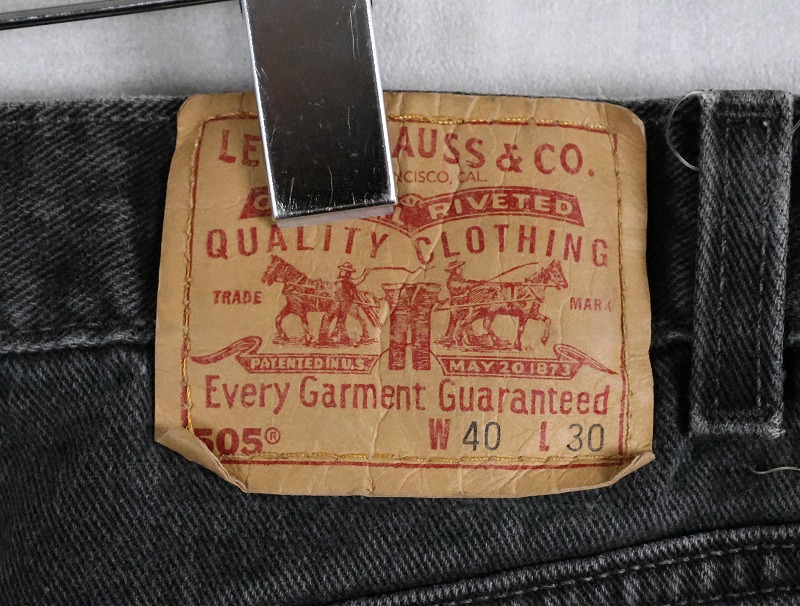 LE AUSS & CO.
NCISCO, CAL.
RIVETED
QUALITY CLOTHING
TRADE MARK
PATENTED IN U.S. MAY 20 1873
Every Garment Guaranteed
505® W 40 L 30